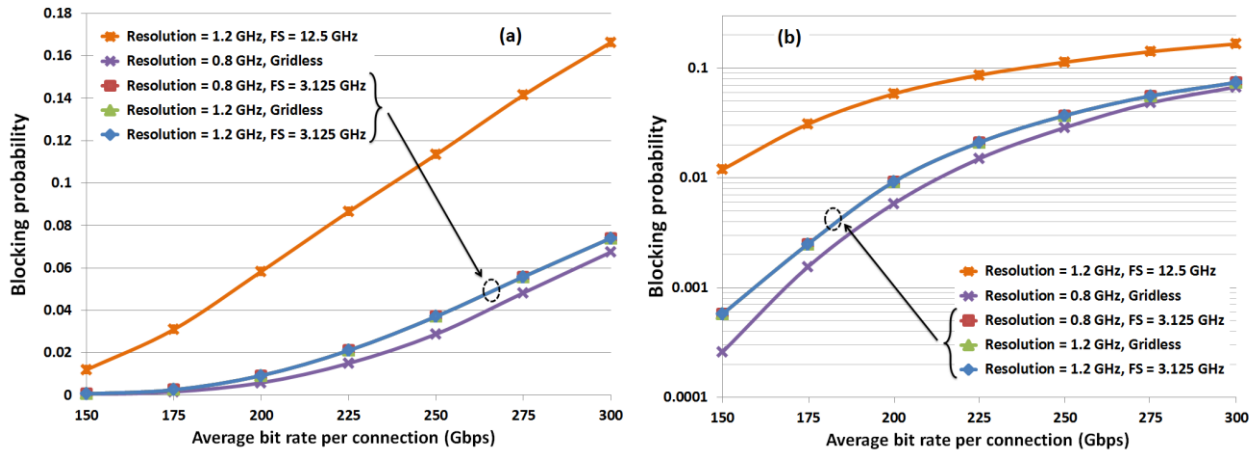 0.18
0.16
0.14
0.12
0.1
0.08
0.06
0.04
0.02
0
Blocking probability
(a)
Resolution = 1.2 GHz, FS = 12.5 GHz
Resolution = 0.8 GHz, Gridless
Resolution = 0.8 GHz, FS = 3.125 GHz
Resolution = 1.2 GHz, Gridless
Resolution = 1.2 GHz, FS = 3.125 GHz
150 175 200 225 250 275 300
Average bit rate per connection (Gbps)
1
0.1
0.01
0.001
0.0001
Blocking probability
(b)
Resolution = 1.2 GHz, FS = 12.5 GHz
Resolution = 0.8 GHz, Gridless
Resolution = 0.8 GHz, FS = 3.125 GHz
Resolution = 1.2 GHz, Gridless
Resolution = 1.2 GHz, FS = 3.125 GHz
150 175 200 225 250 275 300
Average bit rate per connection (Gbps)